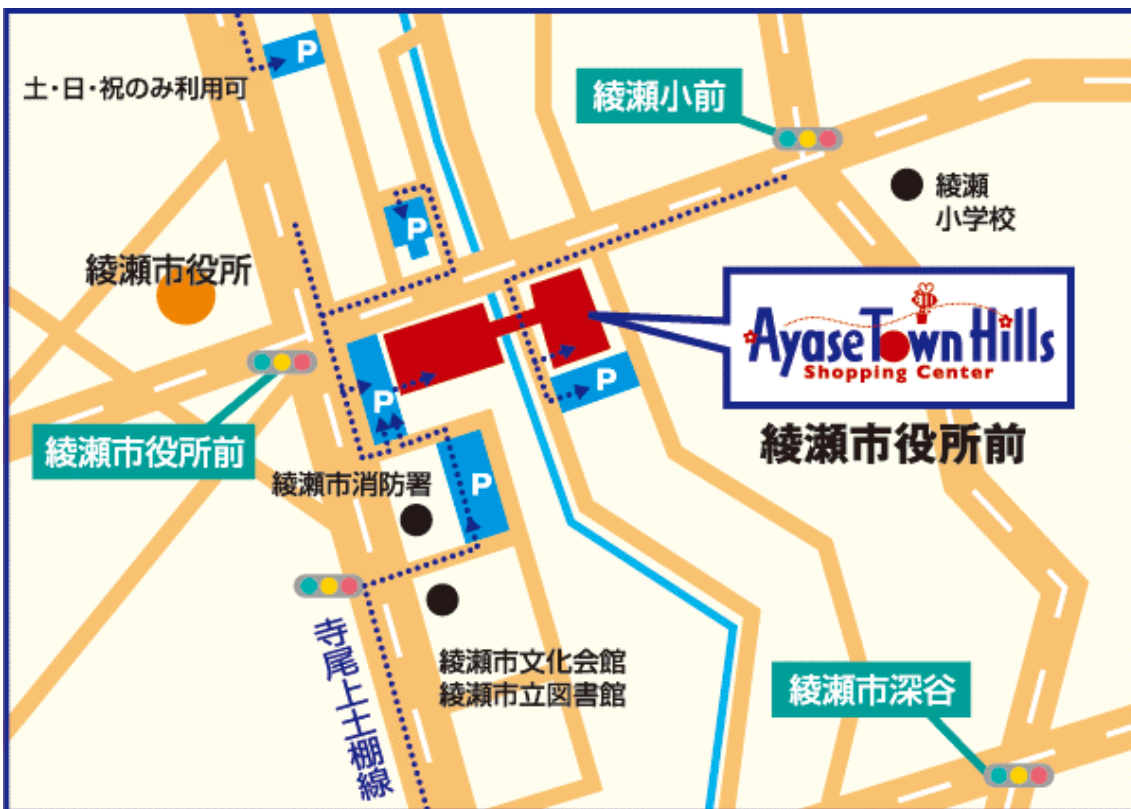 P
土・日・祝のみ利用可
綾瀬小前
綾瀬
小学校
P
綾瀬市役所
AyaseTownHills
Shopping Center
P
P
綾瀬市役所前
綾瀬市役所前
綾瀬市消防署
P
寺尾上土棚線
綾瀬市文化会館
綾瀬市立図書館
綾瀬市深谷